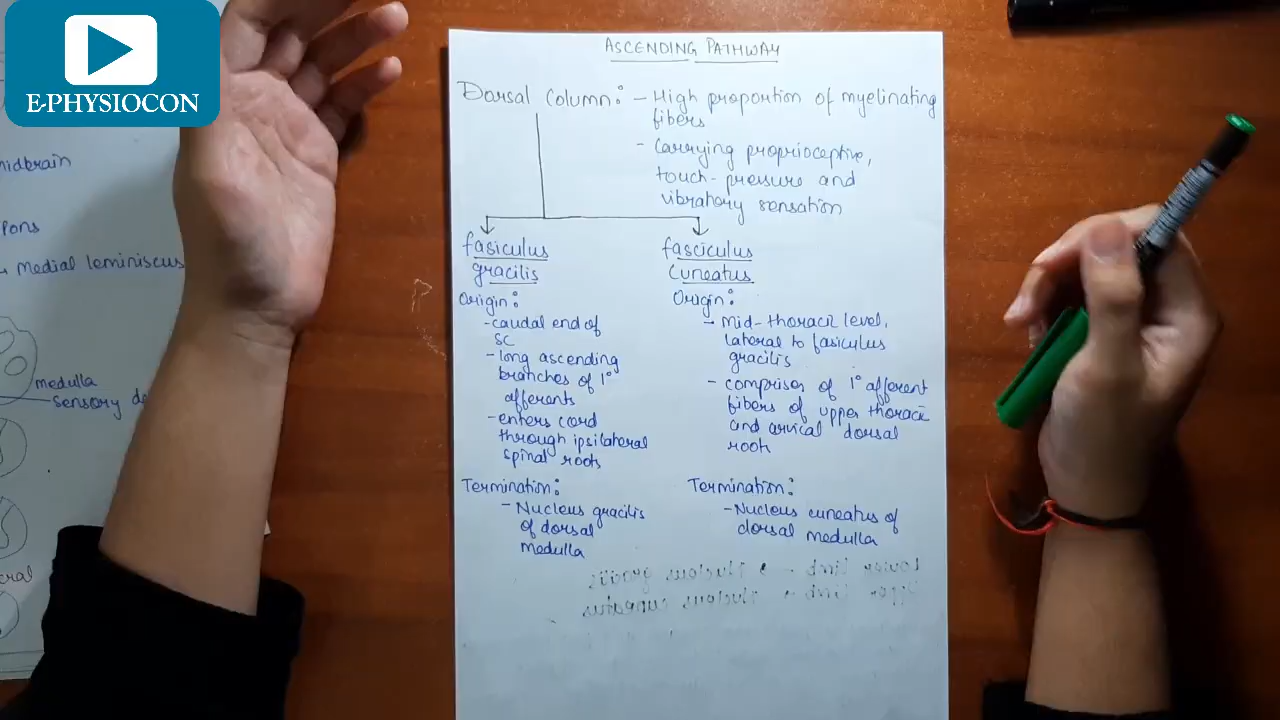 E-PHYSIOCON
midbrain
Pons
Medial leminiscus
medulla
sensory
ASCENDING PATHWAY
Dorsal Column: - High proportion of myelinating
fibers
- Carrying proprioceptive,
touch-pressure and
vibratory sensation
fasiculus
gracilis
Origin:
- caudal end of
SC
- long ascending
branches of 1° 
afferents
- enters cord
through ipsilateral
spinal roots
Termination:
- Nucleus gracilis
of dorsal
medulla
fasciculus
Cuneatus
Origin:
- Mid-thoracic level,
lateral to fasiculus
gracilis
- comprises of 1° afferent
fibers of upper thoracic
and cervical dorsal
root
Termination:
- Nucleus cuneatus of
dorsal medulla